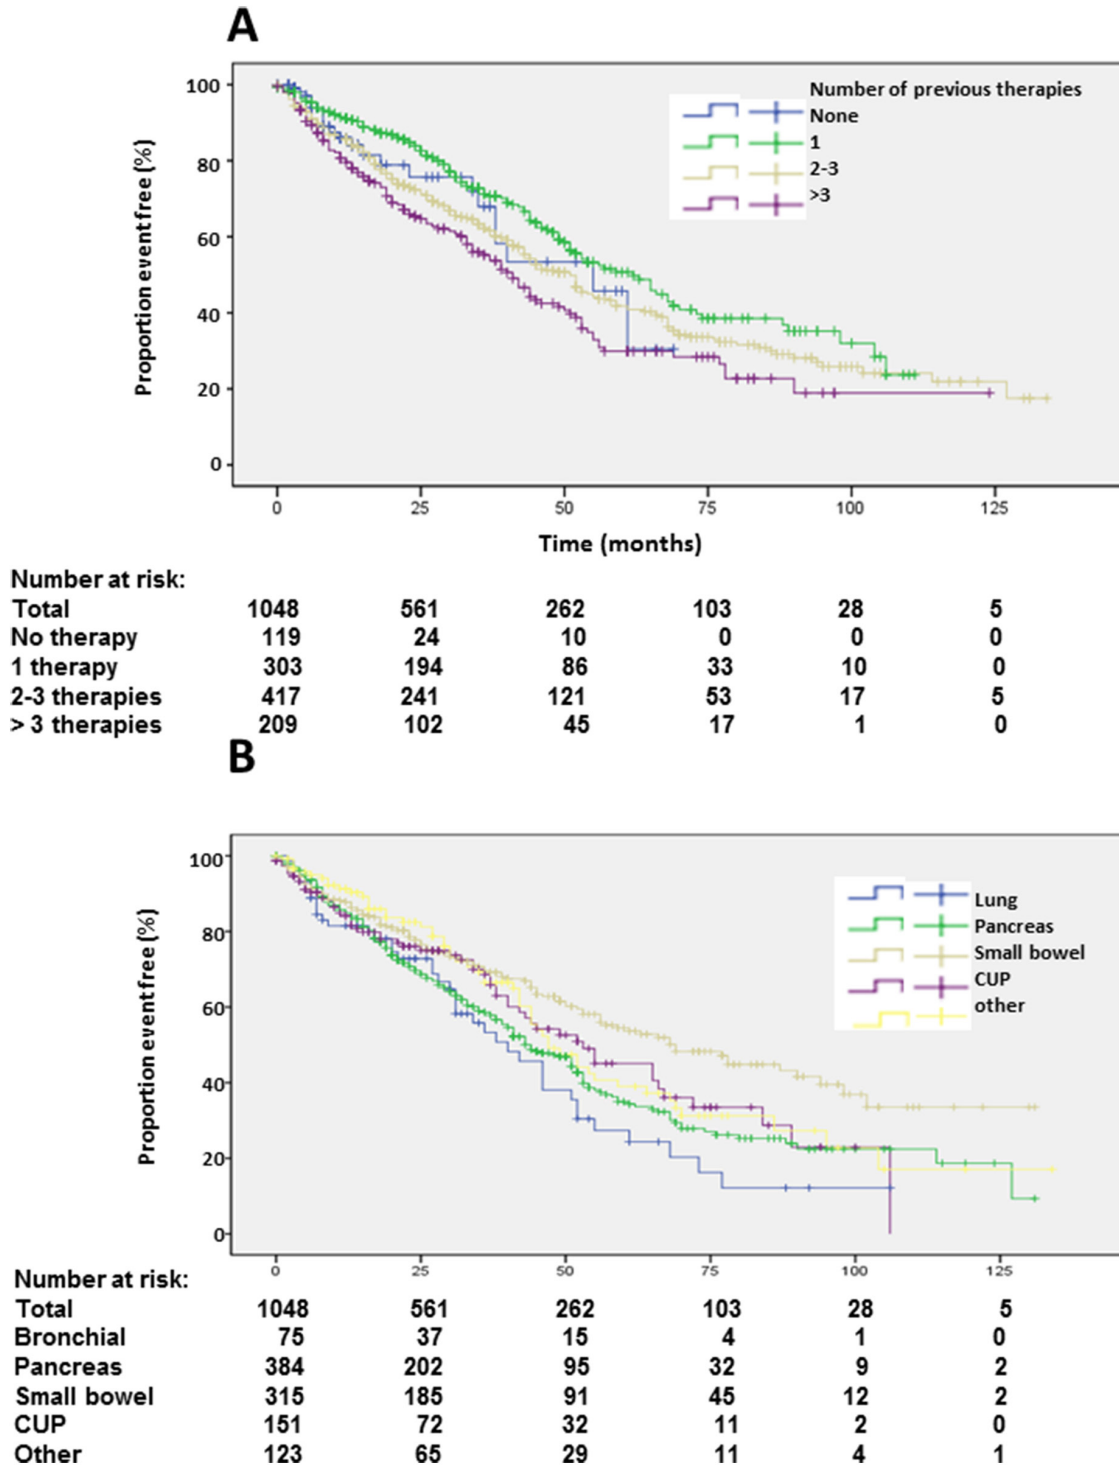 A
Proportion event free (%)
100
80
60
40
20
0
Number of previous therapies
None
1
2-3
>3
0 25 50 75 100 125
Time (months)
Number at risk:
Total 1048 561 262 103 28 5
No therapy 119 24 10 0 0 0
1 therapy 303 194 86 33 10 0
2-3 therapies 417 241 121 53 17 5
> 3 therapies 209 102 45 17 1 0
B
Proportion event free (%)
100
80
60
40
20
0
Lung
Pancreas
Small bowel
CUP
other
0 25 50 75 100 125
Number at risk:
Total 1048 561 262 103 28 5
Bronchial 75 37 15 4 1 0
Pancreas 384 202 95 32 9 2
Small bowel 315 185 91 45 12 2
CUP 151 72 32 11 2 0
Other 123 65 29 11 4 1